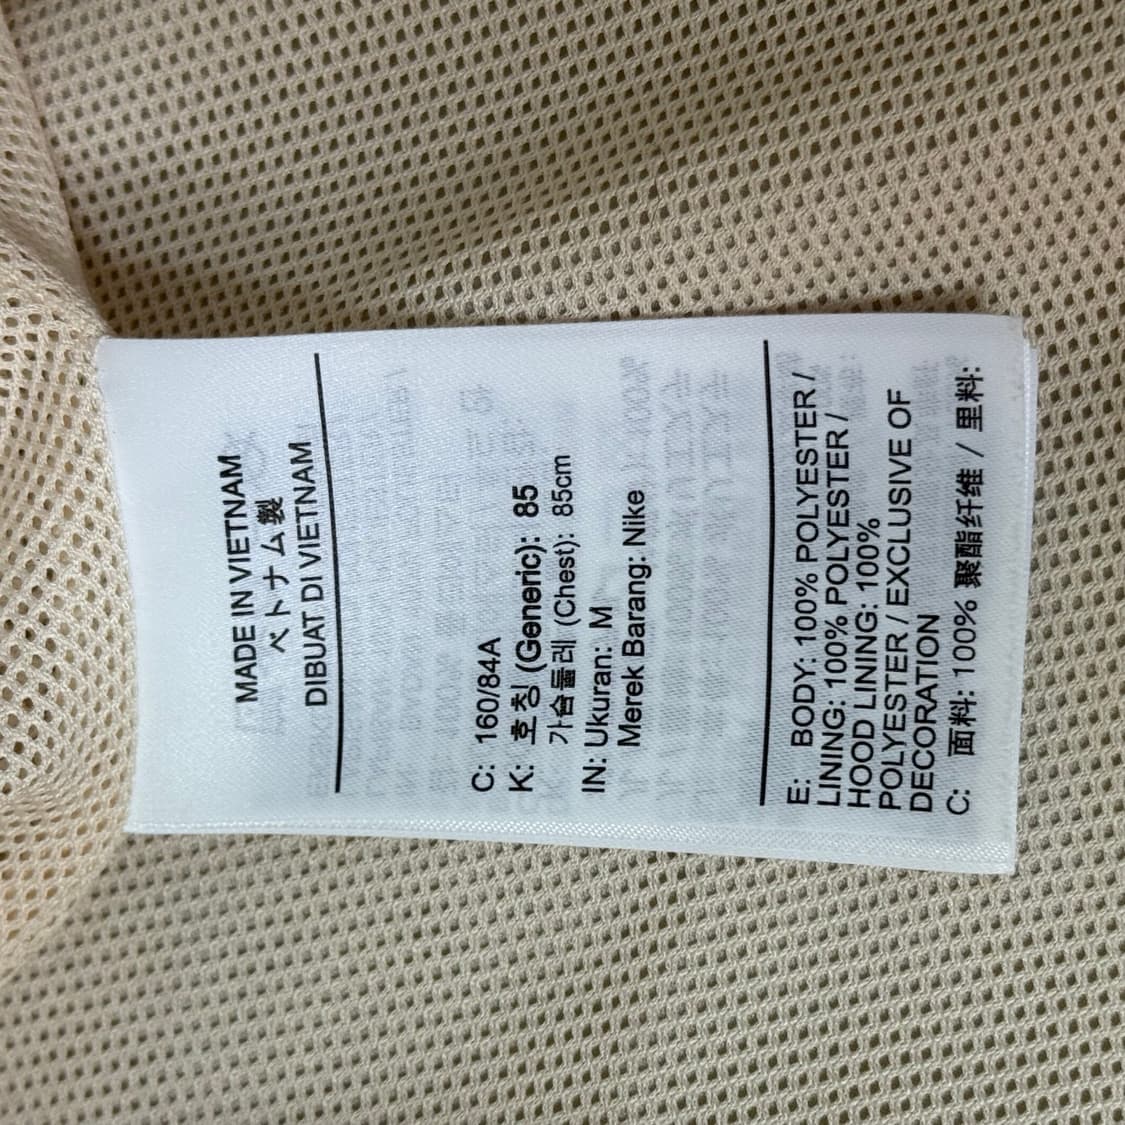 MADE IN VIETNAM
ベトナム製
DIBUAT DI VIETNAM
C: 160/84A
K: 호칭 (Generic): 85
가슴둘레 (Chest): 85cm
IN: Ukuran: M
Merek Barang: Nike
E: BODY: 100% POLYESTER /
LINING: 100% POLYESTER /
HOOD LINING: 100%
POLYESTER / EXCLUSIVE OF
DECORATION
C: 面料: 100% 聚酯纤维 / 里料: